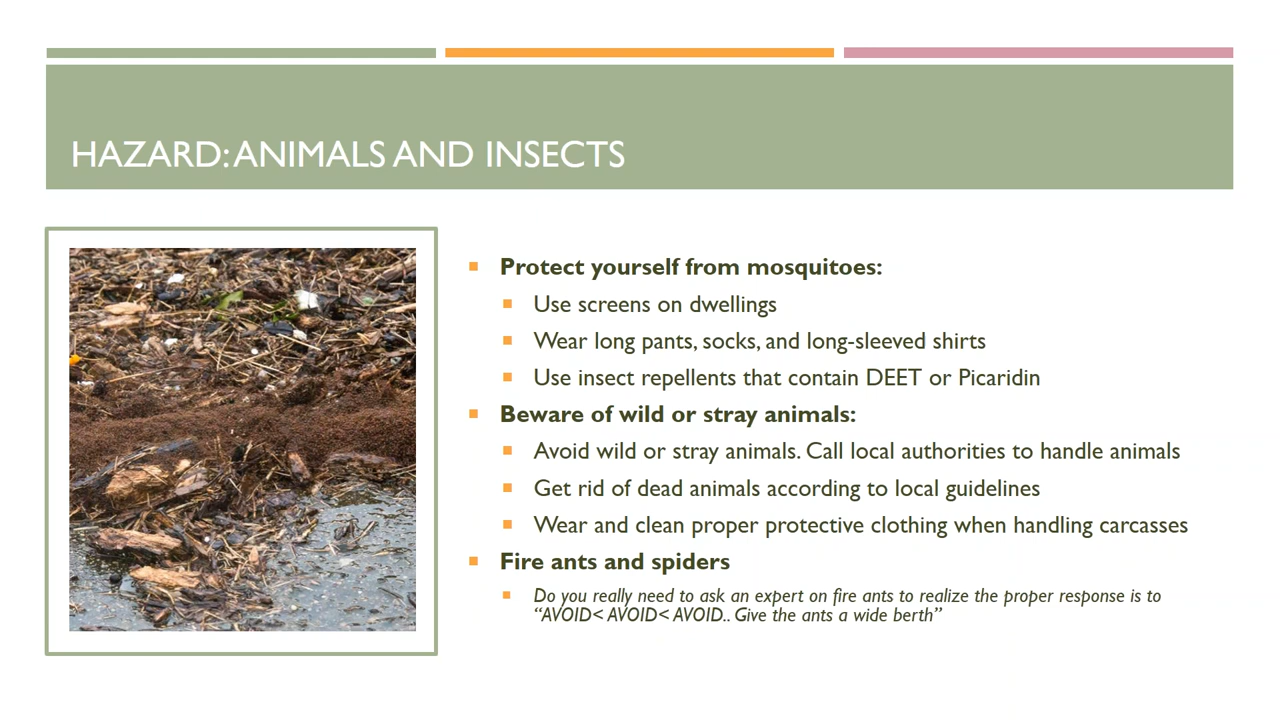 HAZARD: ANIMALS AND INSECTS
Protect yourself from mosquitoes:
Use screens on dwellings
Wear long pants, socks, and long-sleeved shirts
Use insect repellents that contain DEET or Picaridin
Beware of wild or stray animals:
Avoid wild or stray animals. Call local authorities to handle animals
Get rid of dead animals according to local guidelines
Wear and clean proper protective clothing when handling carcasses
Fire ants and spiders
Do you really need to ask an expert on fire ants to realize the proper response is to
“AVOID< AVOID< AVOID.. Give the ants a wide berth”